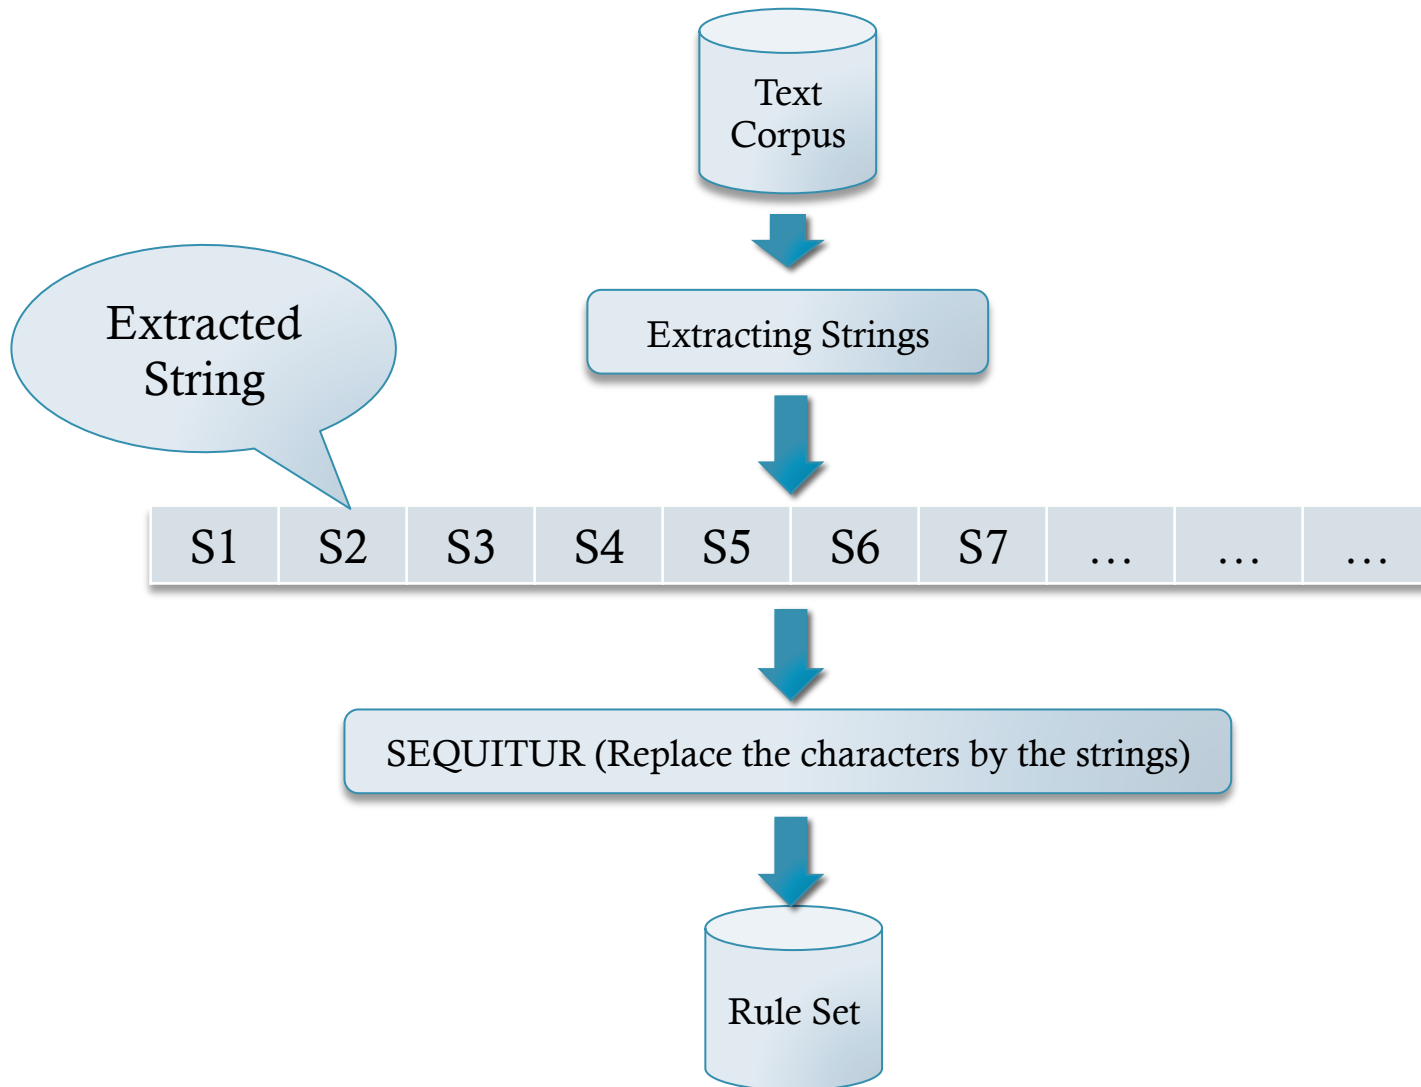 Text
Corpus
Extracting Strings
Extracted
String
S1 S2 S3 S4 S5 S6 S7 ... ... ...
SEQUITUR (Replace the characters by the strings)
Rule Set